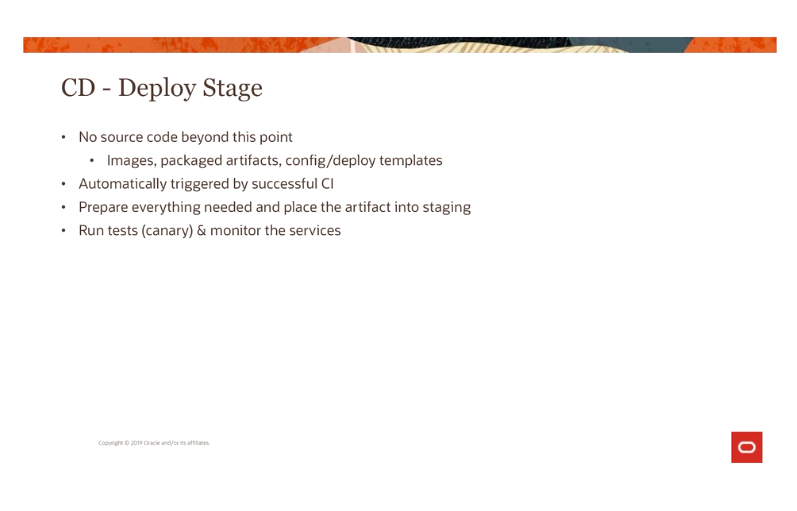 CD - Deploy Stage
• No source code beyond this point
• Images, packaged artifacts, config/deploy templates
• Automatically triggered by successful CI
• Prepare everything needed and place the artifact into staging
• Run tests (canary) & monitor the services
Copyright © 2019 Oracle and/or its affiliates.